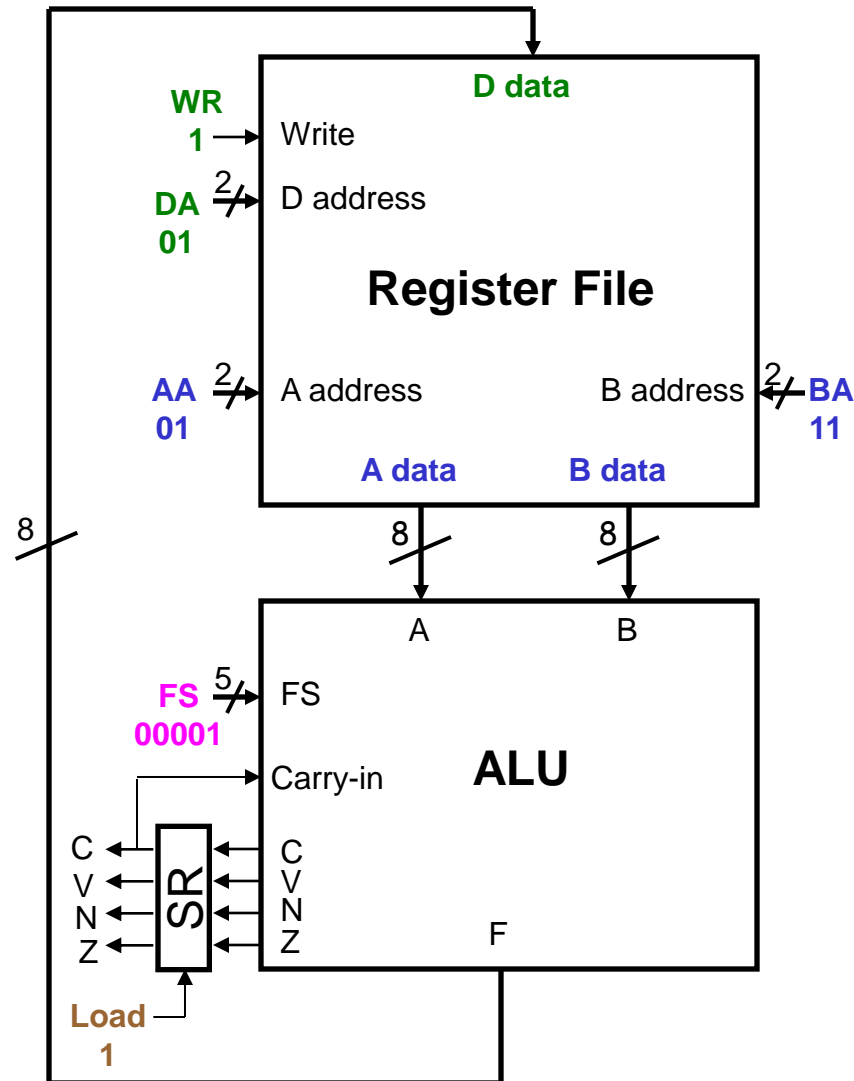 D data
WR
1
Write
2
DA
01
D address
Register File
AA
01
2
A address
B address
2
BA
11
A data
B data
8
8
8
A
B
FS
00001
5
FS
ALU
Carry-in
C
V
N
Z
SR
C
V
N
Z
F
Load
1